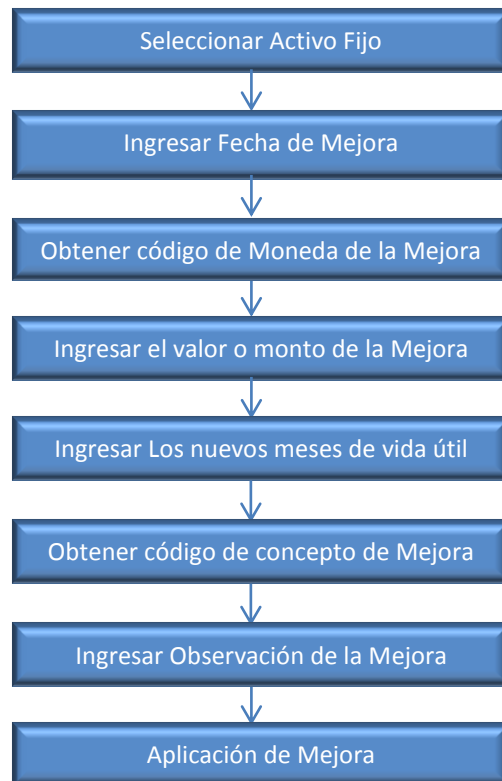 Seleccionar Activo Fijo
Ingresar Fecha de Mejora
Obtener código de Moneda de la Mejora
Ingresar el valor o monto de la Mejora
Ingresar Los nuevos meses de vida útil
Obtener código de concepto de Mejora
Ingresar Observación de la Mejora
Aplicación de Mejora